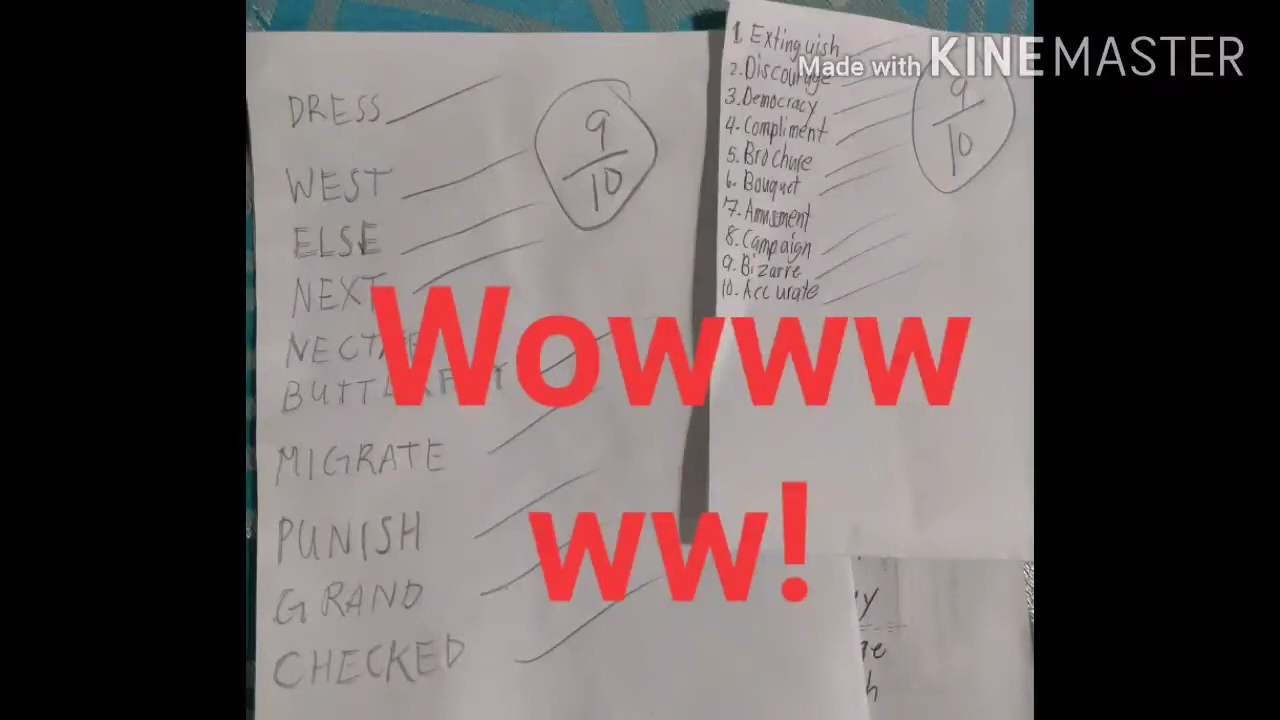 DRESS
WEST
ELSE
NEXT
MIGRATE
PUNISH
GRAND
CHECKED
9
10
1. Extinguish
2. Discourage
3. Democracy
4. Compliment
5. Brochure
6. Bouquet
7. Amusment
8. Campaign
9. Bizarre
10. Accurate
9
10
Made with KINEMASTER
Wowww
ww!